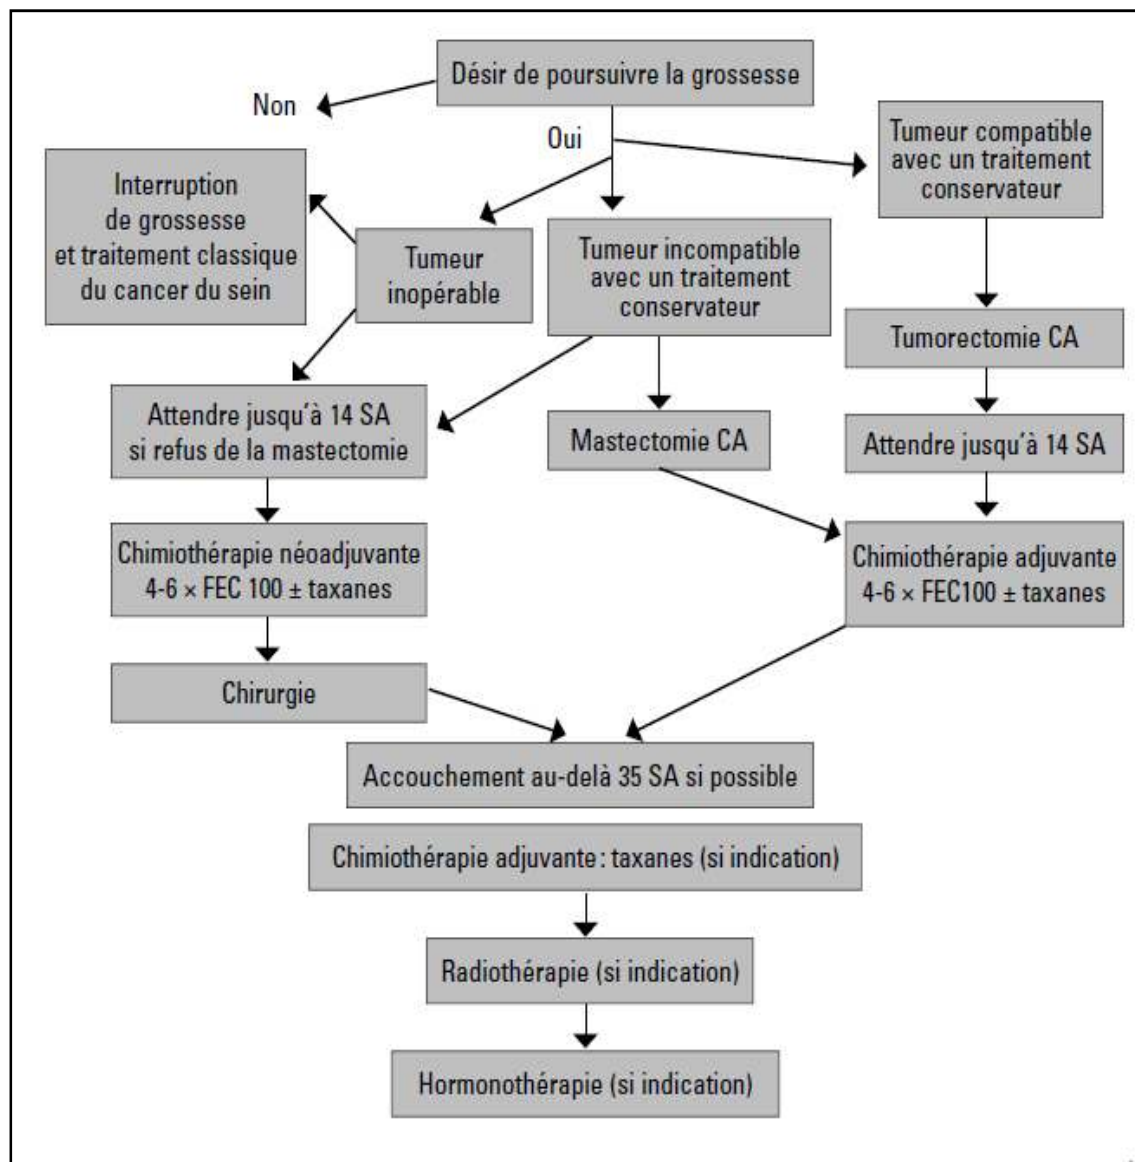 Désir de poursuivre la grossesse
Non
Oui
Tumeur compatible
avec un traitement
conservateur
Interruption
de grossesse
et traitement classique
du cancer du sein
Tumeur
inopérable
Tumeur incompatible
avec un traitement
conservateur
Tumorectomie CA
Attendre jusqu'à 14 SA
si refus de la mastectomie
Mastectomie CA
Attendre jusqu'à 14 SA
Chimiothérapie néoadjuvante
4-6 × FEC 100 ± taxanes
Chimiothérapie adjuvante
4-6 × FEC100 ± taxanes
Chirurgie
Accouchement au-delà 35 SA si possible
Chimiothérapie adjuvante : taxanes (si indication)
Radiothérapie (si indication)
Hormonothérapie (si indication)